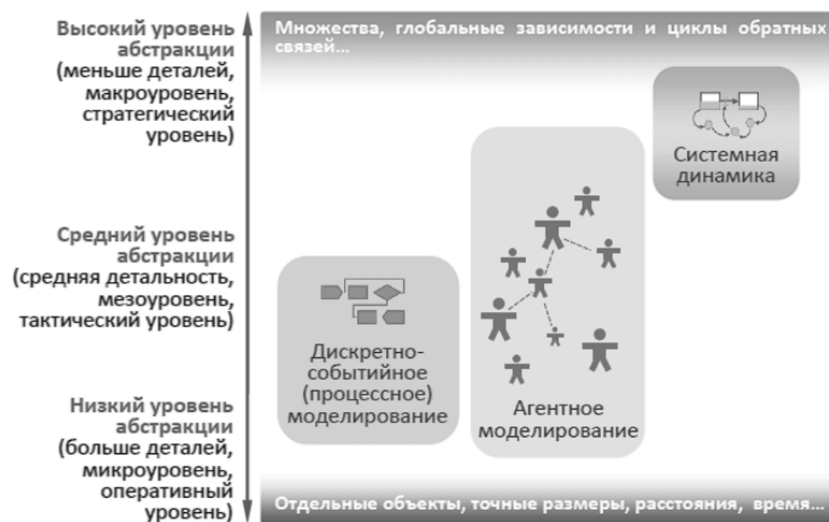 Высокий уровень
абстракции
(меньше деталей,
макроуровень,
стратегический
уровень)
Множества, глобальные зависимости и циклы обратных
связей...
Системная
динамика
Средний уровень
абстракции
(средняя детальность,
мезоуровень,
тактический уровень)
Дискретно-
событийное
(процессное)
моделирование
Агентное
моделирование
Низкий уровень
абстракции
(больше деталей,
микроуровень,
оперативный
уровень)
Отдельные объекты, точные размеры, расстояния, время...